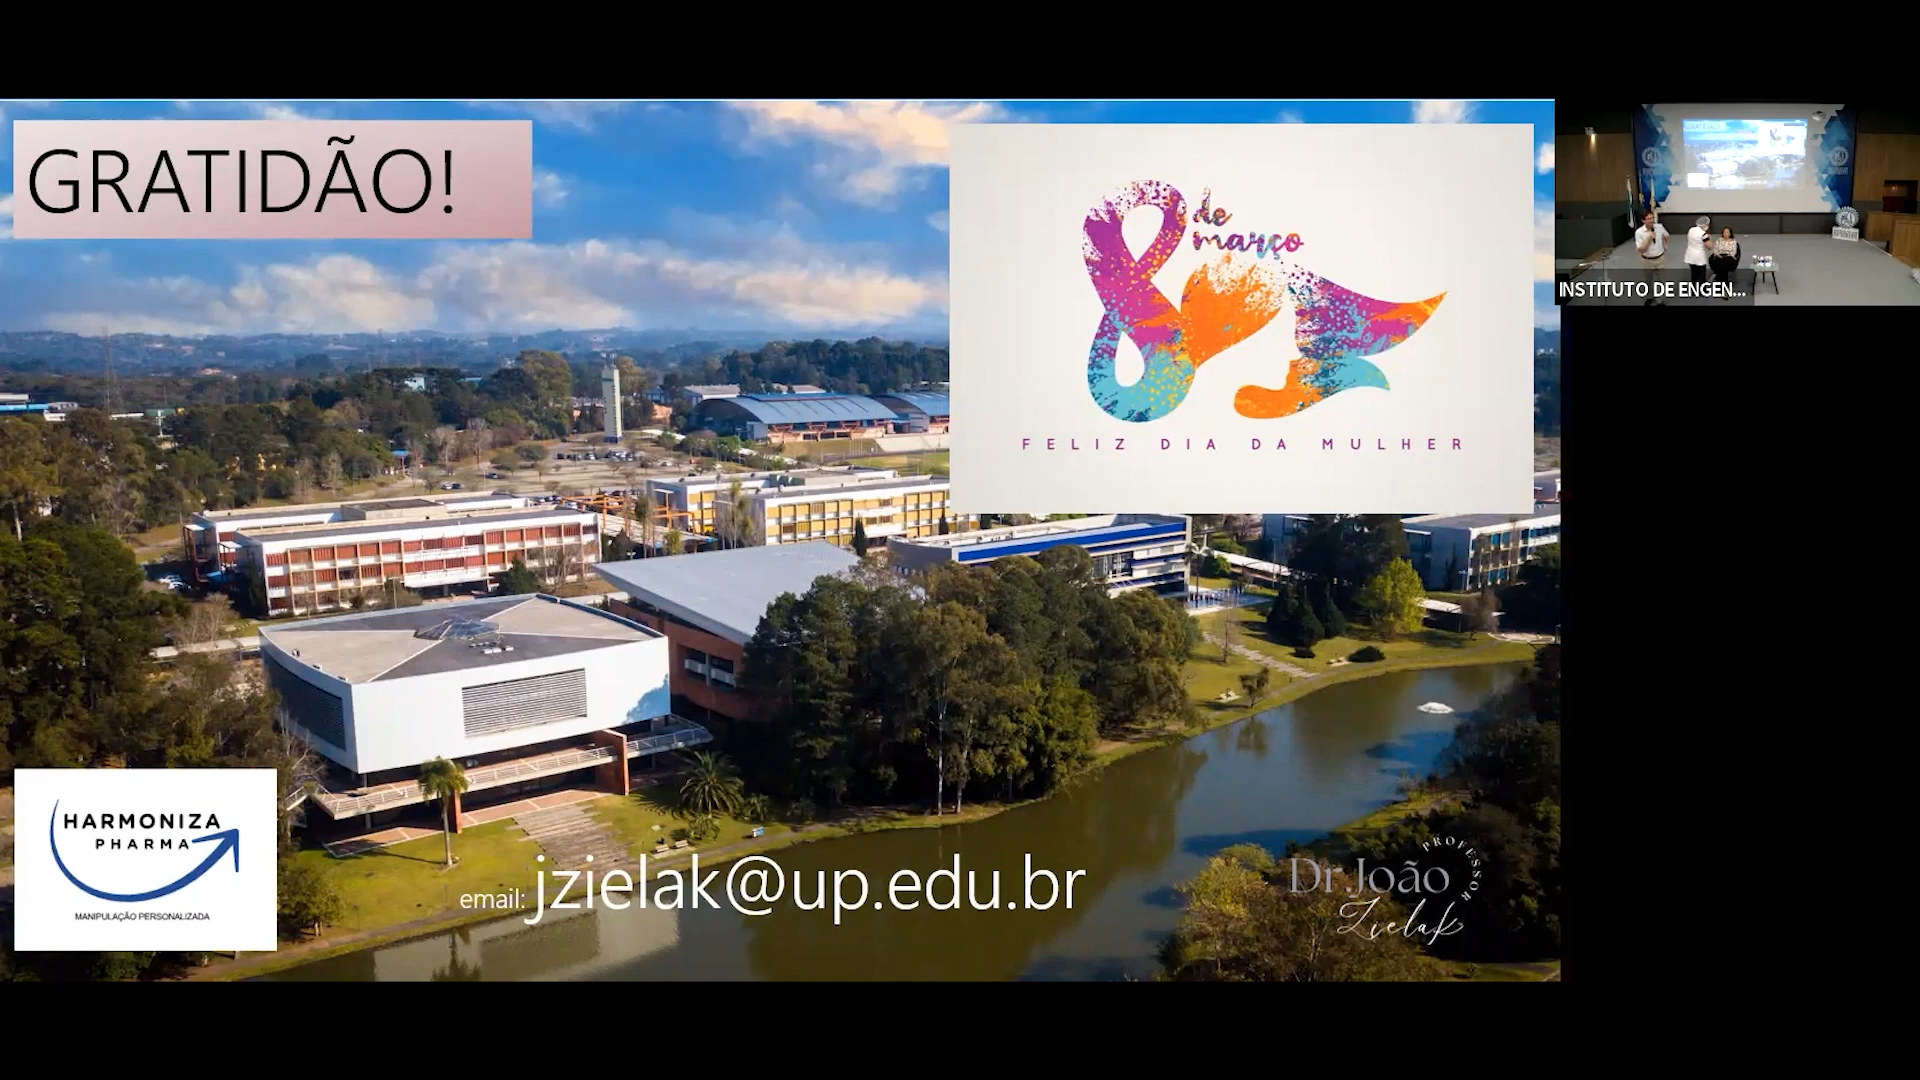 GRATIDÃO!
8 de
março
FELIZ DIA DA MULHER
INSTITUTO DE ENGEN...
HARMONIZA
PHARMA
MANIPULAÇÃO PERSONALIZADA
email: jzielak@up.edu.br
PROFESSOR
Dr. João
Zielak